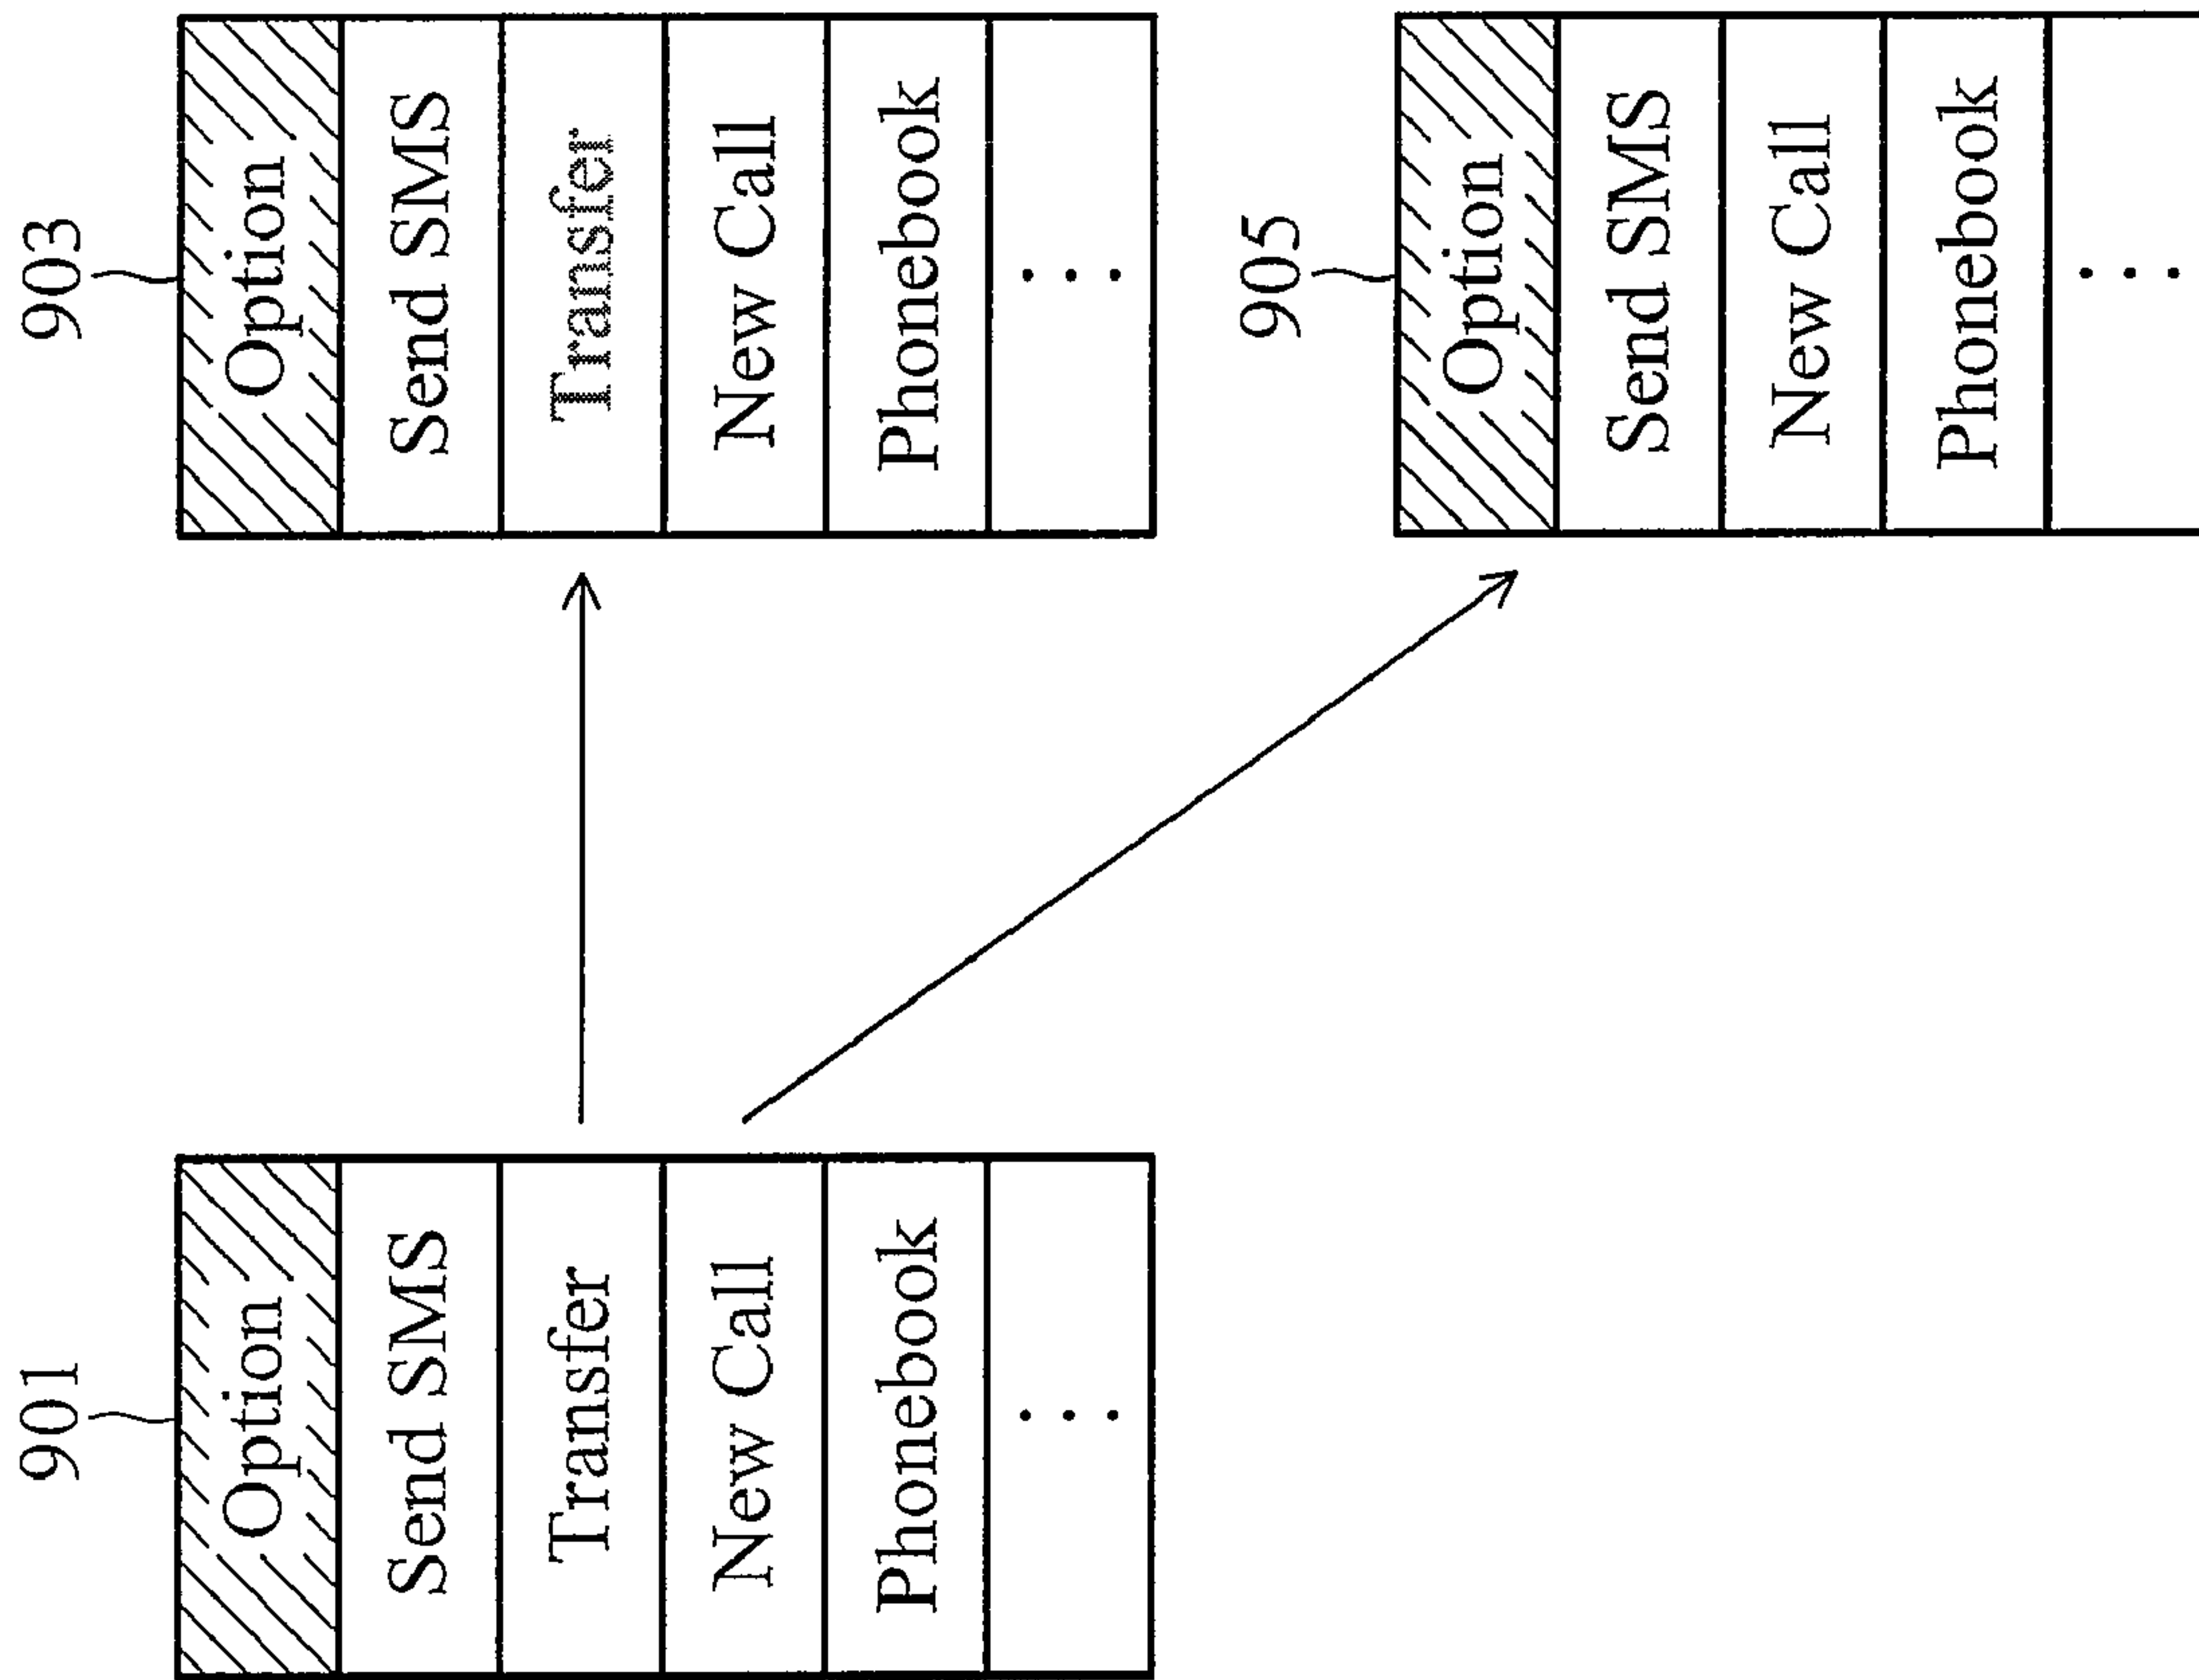 901
Option
Send SMS
Transfer
New Call
Phonebook
...
903
Option
Send SMS
Transfer
New Call
Phonebook
...
905
Option
Send SMS
New Call
Phonebook
...